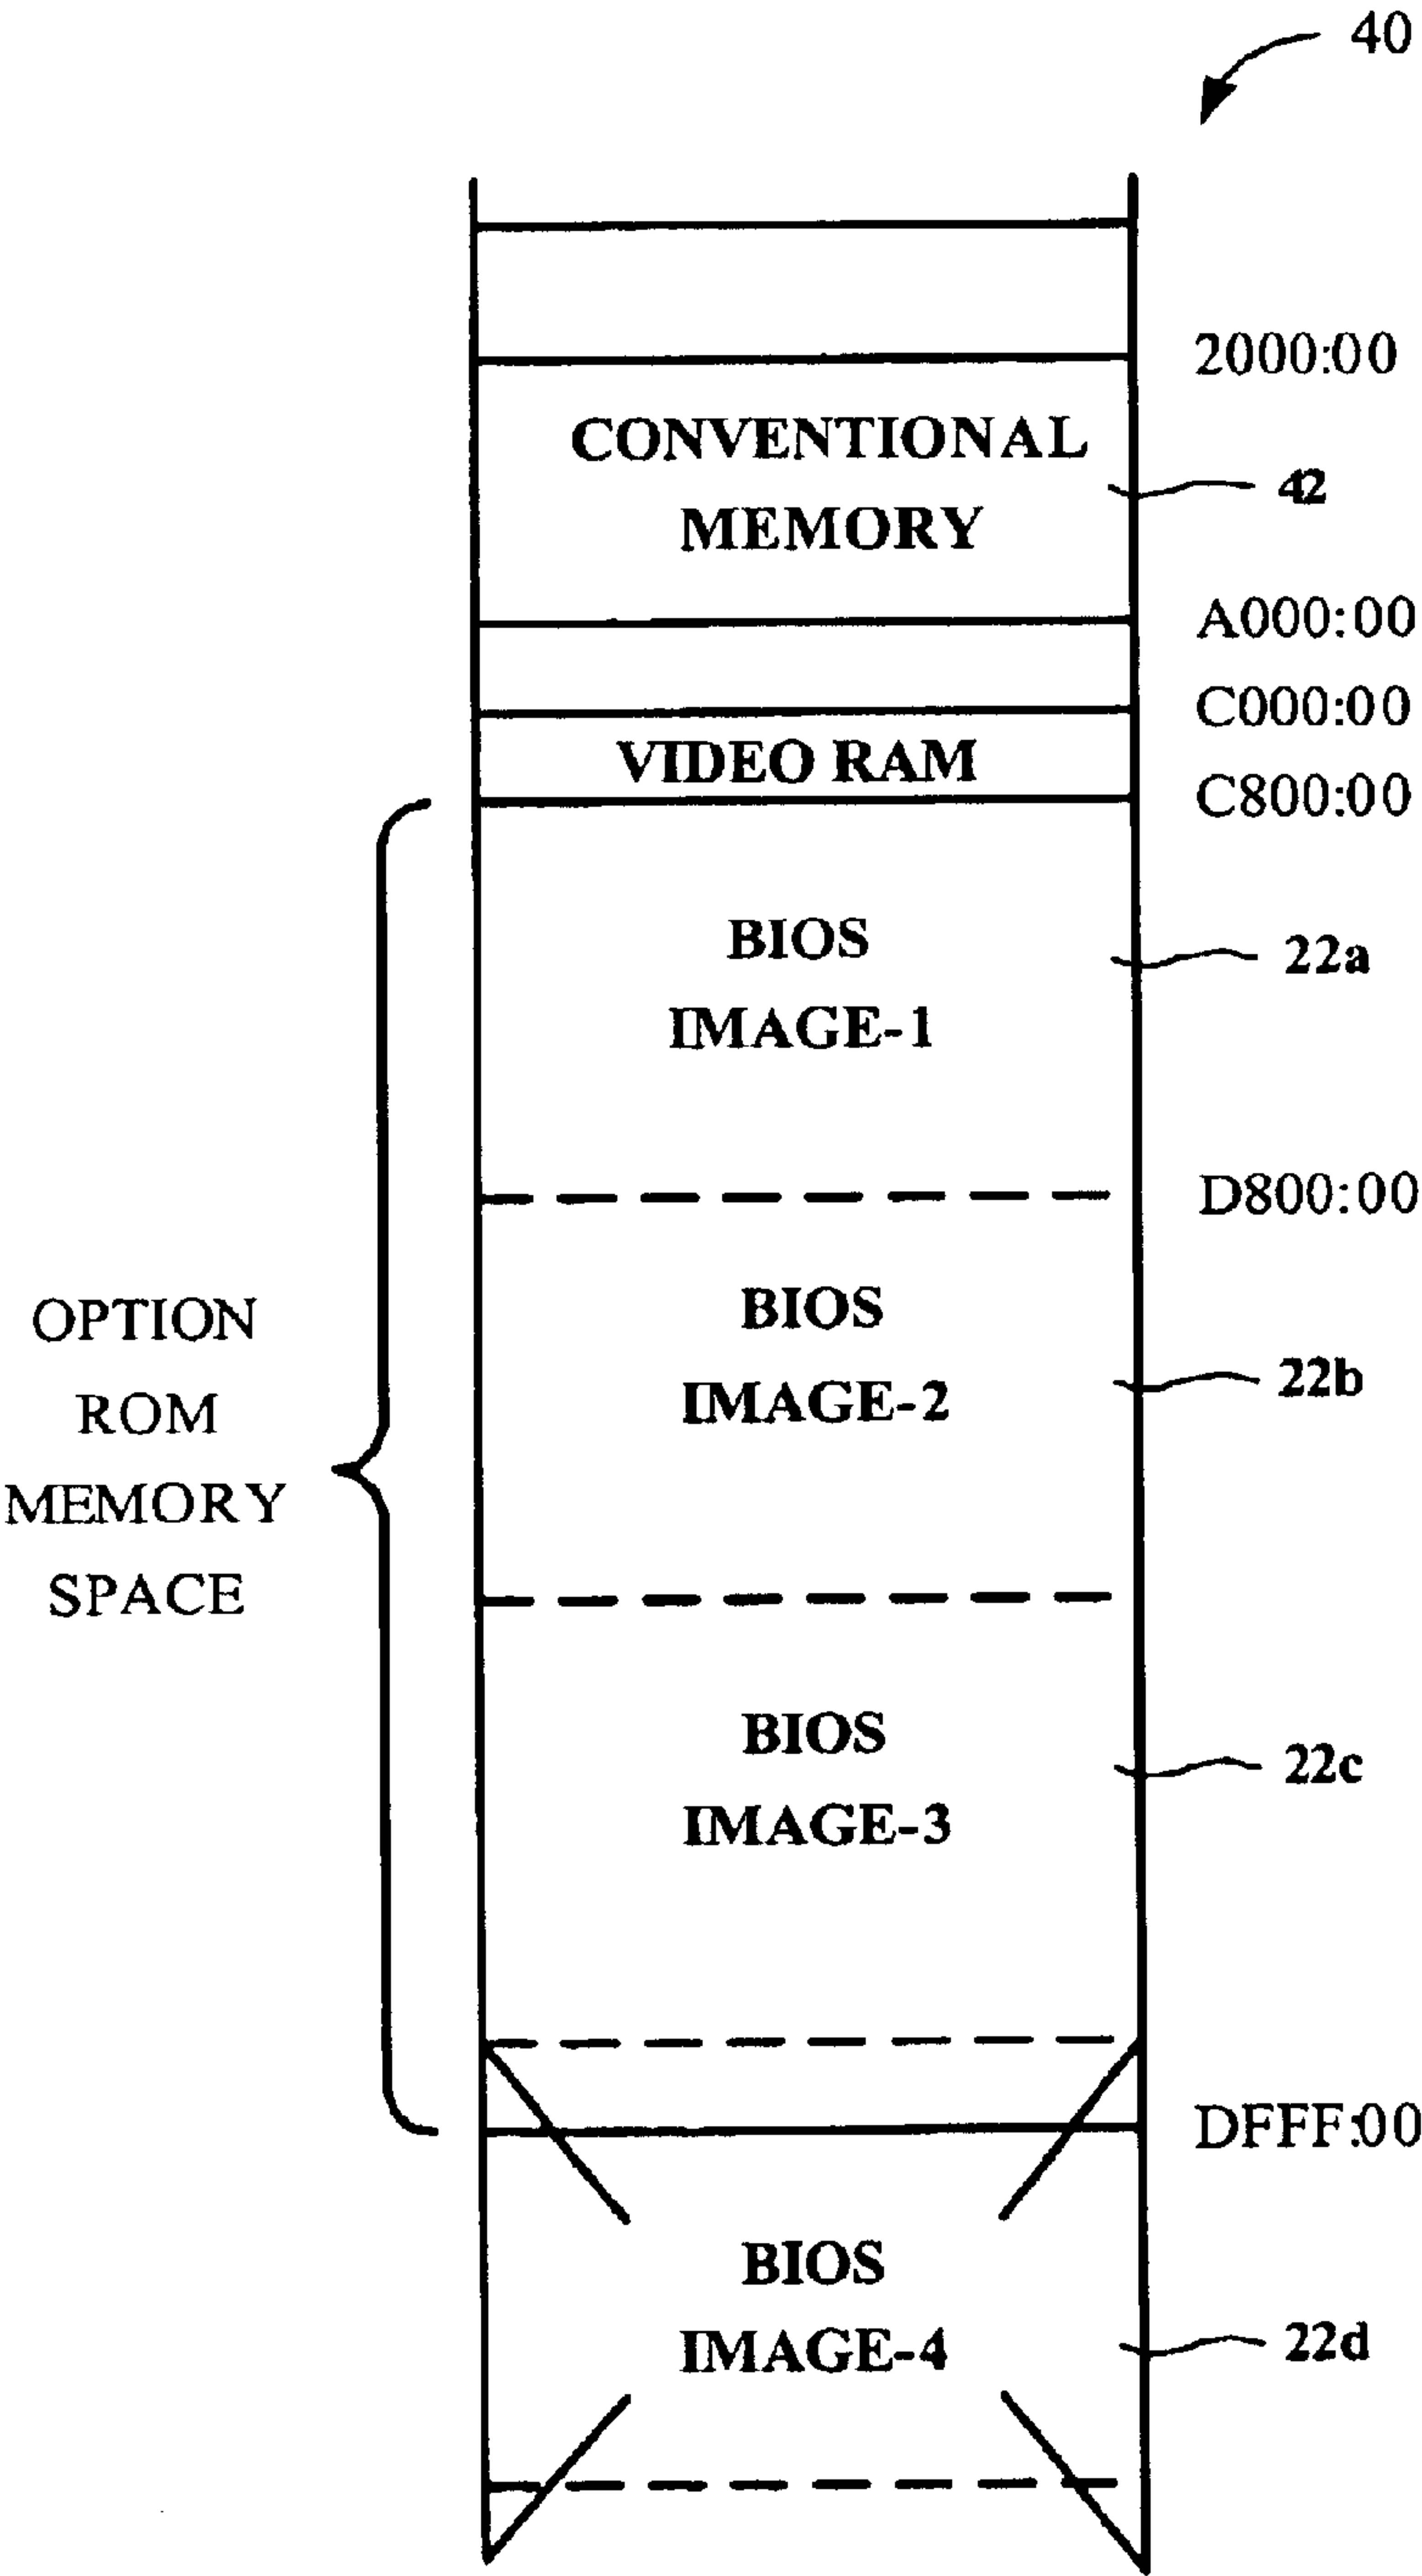 40
2000:00
CONVENTIONAL
MEMORY
42
A000:00
C000:00
VIDEO RAM
C800:00
BIOS
IMAGE-1
22a
D800:00
OPTION
ROM
MEMORY
SPACE
BIOS
IMAGE-2
22b
BIOS
IMAGE-3
22c
DFFF:00
BIOS
IMAGE-4
22d